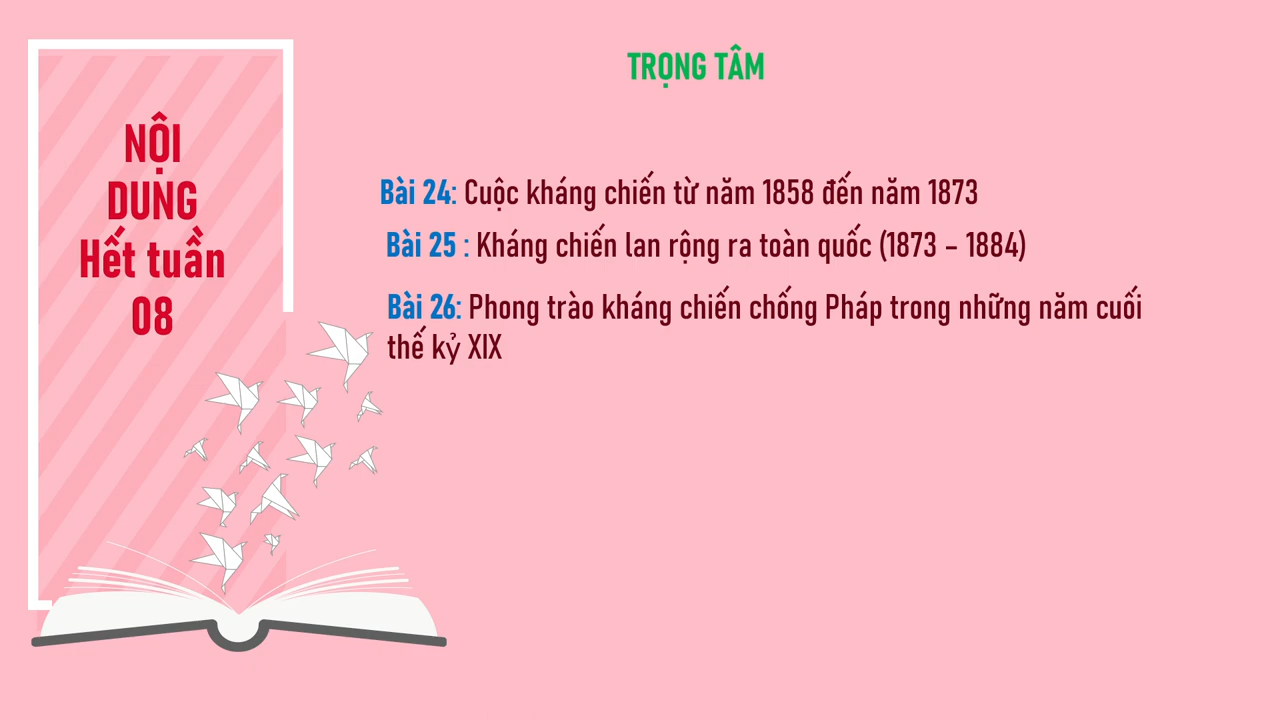 NỘI
DUNG
Hết tuần
08
TRỌNG TÂM
Bài 24: Cuộc kháng chiến từ năm 1858 đến năm 1873
Bài 25 : Kháng chiến lan rộng ra toàn quốc (1873 – 1884)
Bài 26: Phong trào kháng chiến chống Pháp trong những năm cuối
thế kỷ XIX